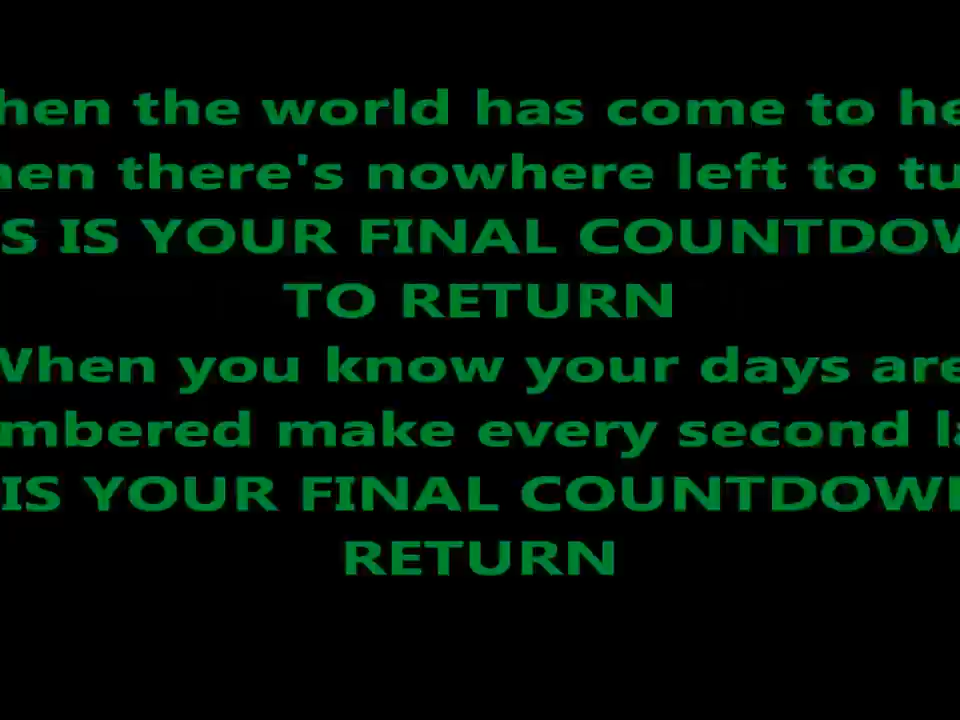 hen the world has come to he
hen there's nowhere left to tu
S IS YOUR FINAL COUNTDOW
TO RETURN
When you know your days are
mbered make every second la
IS YOUR FINAL COUNTDOWN
RETURN